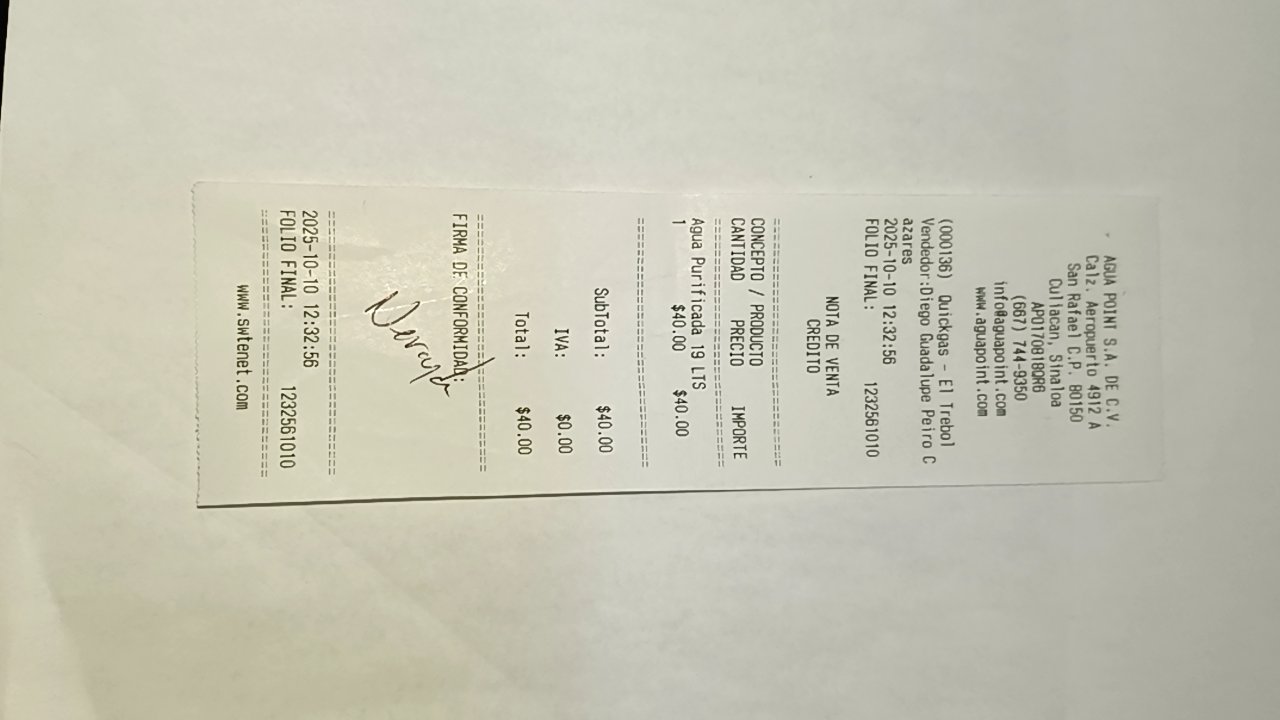 AGUA POINT S.A. DE C.V.
Calz. Aeropuerto 4912 A
San Rafael C.P. 80150
Culiacan, Sinaloa
APO170818QR6
(667) 744-9350
info@aguapoint.com
www.aguapoint.com
(000136) Quickgas - El Trebol
Vendedor:Diego Guadalupe Peiro C
azares
2025-10-10 12:32:56
FOLIO FINAL: 1232561010
NOTA DE VENTA
CREDITO
CONCEPTO / PRODUCTO
CANTIDAD PRECIO IMPORTE
Agua Purificada 19 LTS
1 $40.00 $40.00
SubTotal: $40.00
IVA: $0.00
Total: $40.00
FIRMA DE CONFORMIDAD:
2025-10-10 12:32:56
FOLIO FINAL: 1232561010
www.swtenet.com